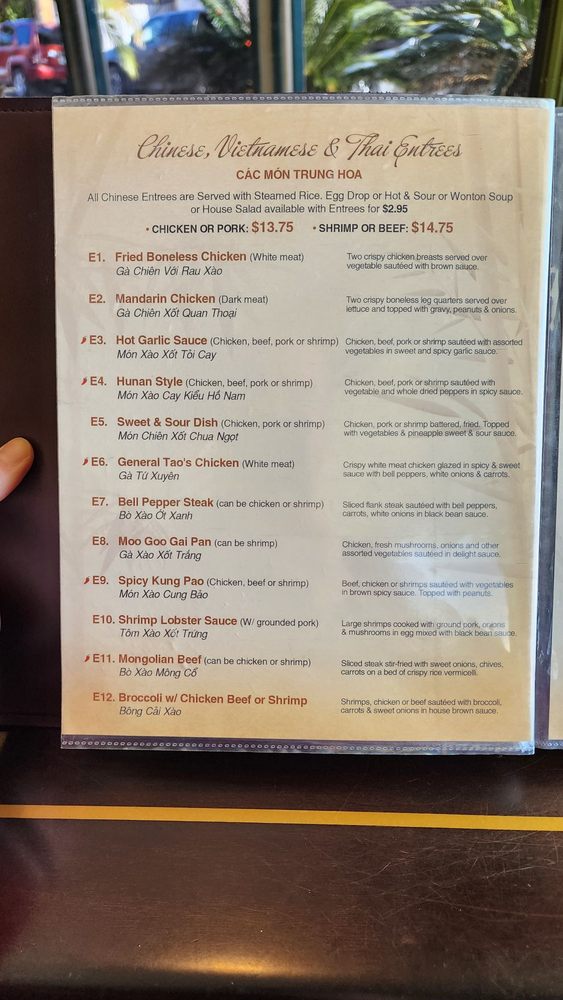 Chinese, Vietnamese & Thai Entrees
CÁC MÓN TRUNG HOA
All Chinese Entrees are Served with Steamed Rice. Egg Drop or Hot & Sour or Wonton Soup
or House Salad available with Entrees for $2.95
• CHICKEN OR PORK: $13.75 • SHRIMP OR BEEF: $14.75
E1. Fried Boneless Chicken (White meat)
Gà Chiên Với Rau Xào
Two crispy chicken breasts served over
vegetable sautéed with brown sauce.
E2. Mandarin Chicken (Dark meat)
Gà Chiên Xốt Quan Thoại
Two crispy boneless leg quarters served over
lettuce and topped with gravy, peanuts & onions.
E3. Hot Garlic Sauce (Chicken, beef, pork or shrimp)
Món Xào Xốt Tỏi Cay
Chicken, beef, pork or shrimp sautéed with assorted
vegetables in sweet and spicy garlic sauce.
E4. Hunan Style (Chicken, beef, pork or shrimp)
Món Xào Cay Kiểu Hồ Nam
Chicken, beef, pork or shrimp sautéed with
vegetable and whole dried peppers in spicy sauce.
E5. Sweet & Sour Dish (Chicken, pork or shrimp)
Món Chiên Xốt Chua Ngọt
Chicken, pork or shrimp battered, fried. Topped
with vegetables & pineapple sweet & sour sauce.
E6. General Tao's Chicken (White meat)
Gà Tứ Xuyên
Crispy white meat chicken glazed in spicy & sweet
sauce with bell peppers, white onions & carrots.
E7. Bell Pepper Steak (can be chicken or shrimp)
Bò Xào Ớt Xanh
Sliced flank steak sautéed with bell peppers,
carrots, white onions in black bean sauce.
E8. Moo Goo Gai Pan (can be shrimp)
Gà Xào Xốt Trắng
Chicken, fresh mushrooms, onions and other
assorted vegetables sautéed in delight sauce.
E9. Spicy Kung Pao (Chicken, beef or shrimp)
Món Xào Cung Bảo
Beef, chicken or shrimps sautéed with vegetables
in brown spicy sauce. Topped with peanuts.
E10. Shrimp Lobster Sauce (W/ grounded pork)
Tôm Xào Xốt Trứng
Large shrimps cooked with ground pork, onions
& mushrooms in egg mixed with black bean sauce.
E11. Mongolian Beef (can be chicken or shrimp)
Bò Xào Mông Cổ
Sliced steak stir-fried with sweet onions, chives,
carrots on a bed of crispy rice vermicelli.
E12. Broccoli w/ Chicken Beef or Shrimp
Bông Cải Xào
Shrimps, chicken or beef sautéed with broccoli,
carrots & sweet onions in house brown sauce.